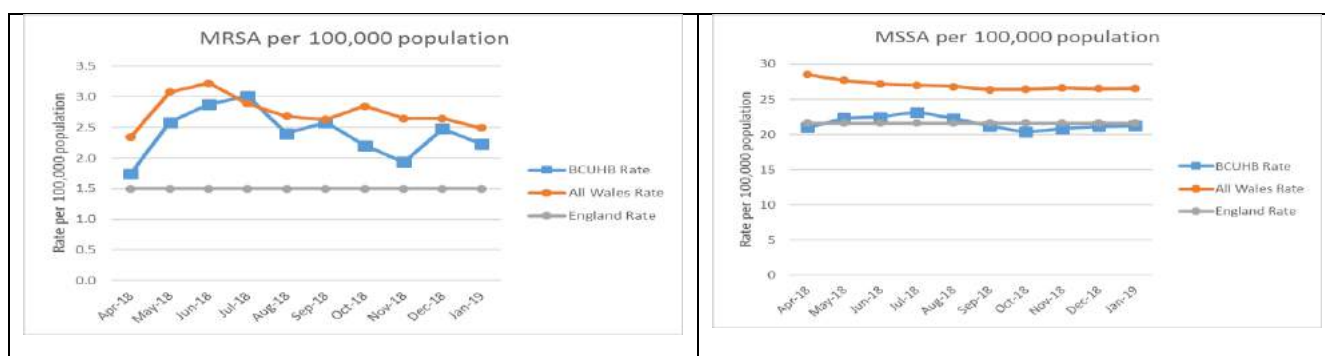 MRSA per 100,000 population
Rate per 100,000 population
3.5
3.0
2.5
2.0
1.5
1.0
0.5
0.0
Apr-18
May-18
Jun-18
Jul-18
Aug-18
Sep-18
Oct-18
Nov-18
Dec-18
Jan-19
BCUHB Rate
All Wales Rate
England Rate
MSSA per 100,000 population
Rate per 100,000 population
30
25
20
15
10
5
0
Apr-18
May-18
Jun-18
Jul-18
Aug-18
Sep-18
Oct-18
Nov-18
Dec-18
Jan-19
BCUHB Rate
All Wales Rate
England Rate